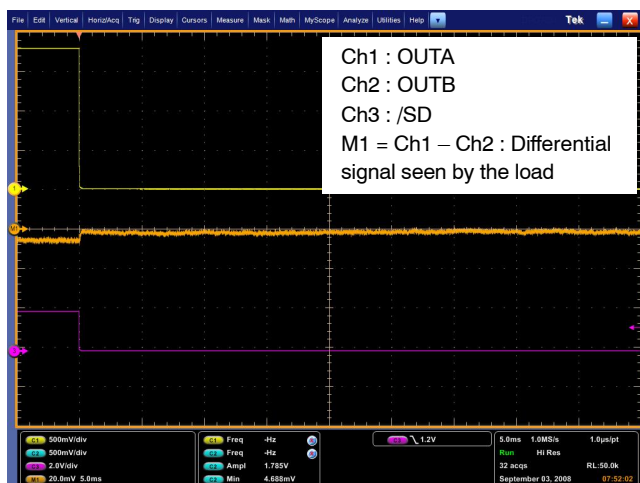 File Edit Vertical Horiz/Acq Trig Display Cursors Measure Mask Math MyScope Analyze Utilities Help Tek X
Ch1 : OUTA
Ch2 : OUTB
Ch3 : /SD
M1 = Ch1 – Ch2 : Differential
signal seen by the load
1
M1
C1 500mV/div
C2 500mV/div
C3 2.0V/div
M1 20.0mV 5.0ms
C1 Freq -Hz
C2 Freq -Hz
C2 Ampl 1.785V
C2 Min 4.688mV
C3 1.2V
5.0ms 1.0MS/s 1.0µs/pt
Run Hi Res
32 acqs RL:50.0k
September 03, 2008 07:52:02